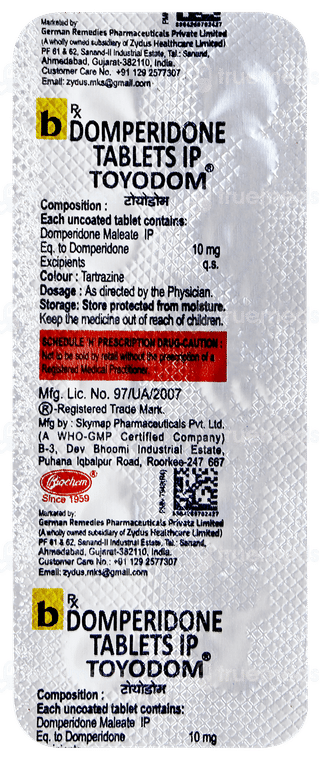 Marketed by
German Remedies Pharmaceuticals Private Limited
(A wholly owned subsidiary of Zydus Healthcare Limited)
PF 61 & 62, Sanand-II Industrial Estate, Tal.: Sanand,
Ahmedabad, Gujarat-382110, India.
Customer Care No. +91 129 2577307
Email: zydus.mks@gmail.com
b Rx
DOMPERIDONE
TABLETS IP
TOYODOM®
टोयोडोम
Composition :
Each uncoated tablet contains:
Domperidone Maleate IP
Eq. to Domperidone 10 mg
Excipients q.s.
Colour : Tartrazine
Dosage : As directed by the Physician.
Storage: Store protected from moisture.
Keep the medicine out of reach of children.
SCHEDULE 'H' PRESCRIPTION DRUG-CAUTION :
Not to be sold by retail without the prescription of a
Registered Medical Practitioner.
Mfg. Lic. No. 97/UA/2007
®-Registered Trade Mark.
Mfg by : Skymap Pharmaceuticals Pvt. Ltd.
(A WHO-GMP Certified Company)
B-3, Dev Bhoomi Industrial Estate,
Puhana Iqbalpur Road, Roorkee-247 667
Biochem®
Since 1959
Marketed by
German Remedies Pharmaceuticals Private Limited
(A wholly owned subsidiary of Zydus Healthcare Limited)
PF 61 & 62, Sanand-II Industrial Estate, Tal.: Sanand,
Ahmedabad, Gujarat-382110, India.
Customer Care No.: +91 129 2577307
Email: zydus.mks@gmail.com
b Rx
DOMPERIDONE
TABLETS IP
TOYODOM®
टोयोडोम
Composition :
Each uncoated tablet contains:
Domperidone Maleate IP
Eq. to Domperidone 10 mg